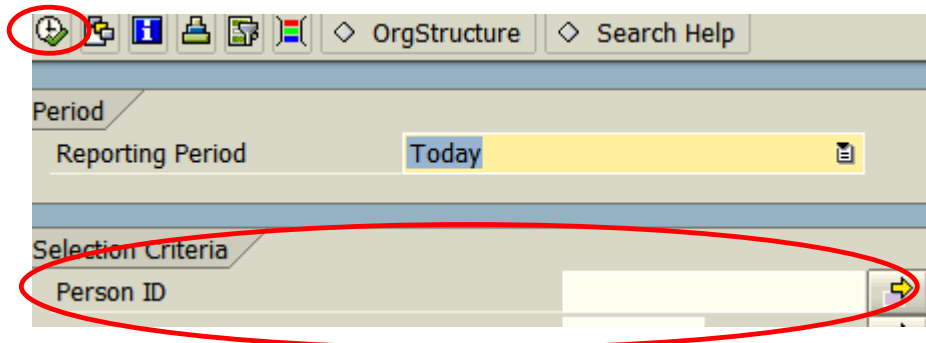 OrgStructure Search Help
Period
Reporting Period Today
Selection Criteria
Person ID